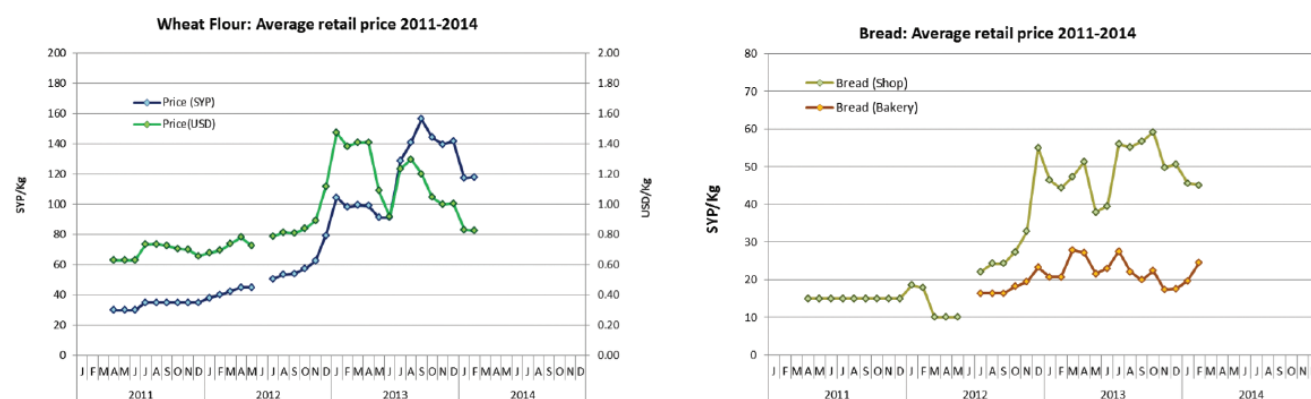 Wheat Flour: Average retail price 2011-2014
200
180
160
140
120
100
80
60
40
20
0
SYP/Kg
Price (SYP)
Price(USD)
2.00
1.80
1.60
1.40
1.20
1.00
0.80
0.60
0.40
0.20
0.00
USD/Kg
J F M A M J J A S O N D J F M A M J J A S O N D J F M A M J J A S O N D J F M A M J J A S O N D
2011 2012 2013 2014
Bread: Average retail price 2011-2014
80
70
60
50
40
30
20
10
0
SYP/Kg
Bread (Shop)
Bread (Bakery)
J F M A M J J A S O N D J F M A M J J A S O N D J F M A M J J A S O N D J F M A M J J A S O N
2011 2012 2013 2014